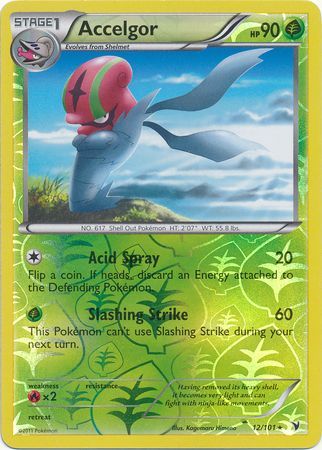 STAGE1
Accelgor
HP 90
Evolves from Shelmet
NO. 617 Shell Out Pokémon HT: 2'07" WT: 55.8 lbs.
Acid Spray 20
Flip a coin. If heads, discard an Energy attached to
the Defending Pokémon.
Slashing Strike 60
This Pokémon can't use Slashing Strike during your
next turn.
weakness
resistance
×2
retreat
Having removed its heavy shell,
it becomes very light and can
fight with ninja-like movements.
©2011 Pokémon
Illus. Kagemaru Himeno
12/101